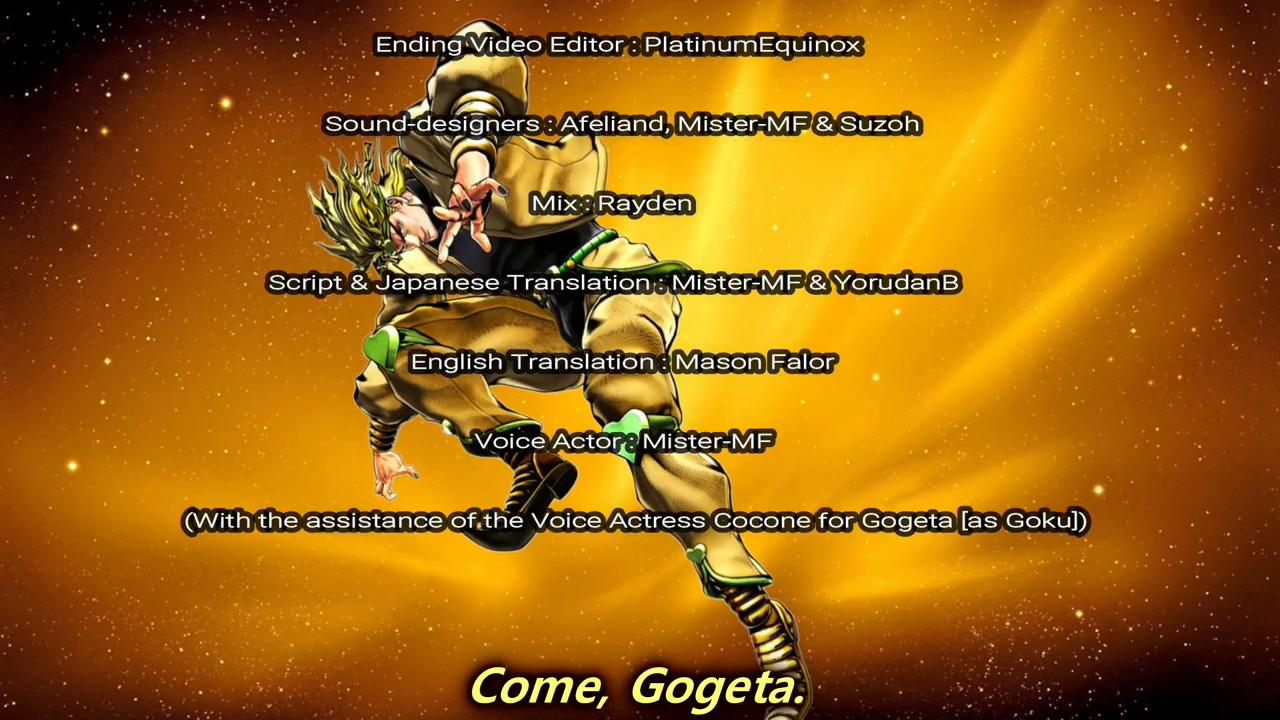 Ending Video Editor : PlatinumEquinox
Sound-designers : Afeliand, Mister-MF & Suzoh
Mix : Rayden
Script & Japanese Translation : Mister-MF & YorudanB
English Translation : Mason Falor
Voice Actor : Mister-MF
(With the assistance of the Voice Actress Cocone for Gogeta [as Goku])
Come, Gogeta.